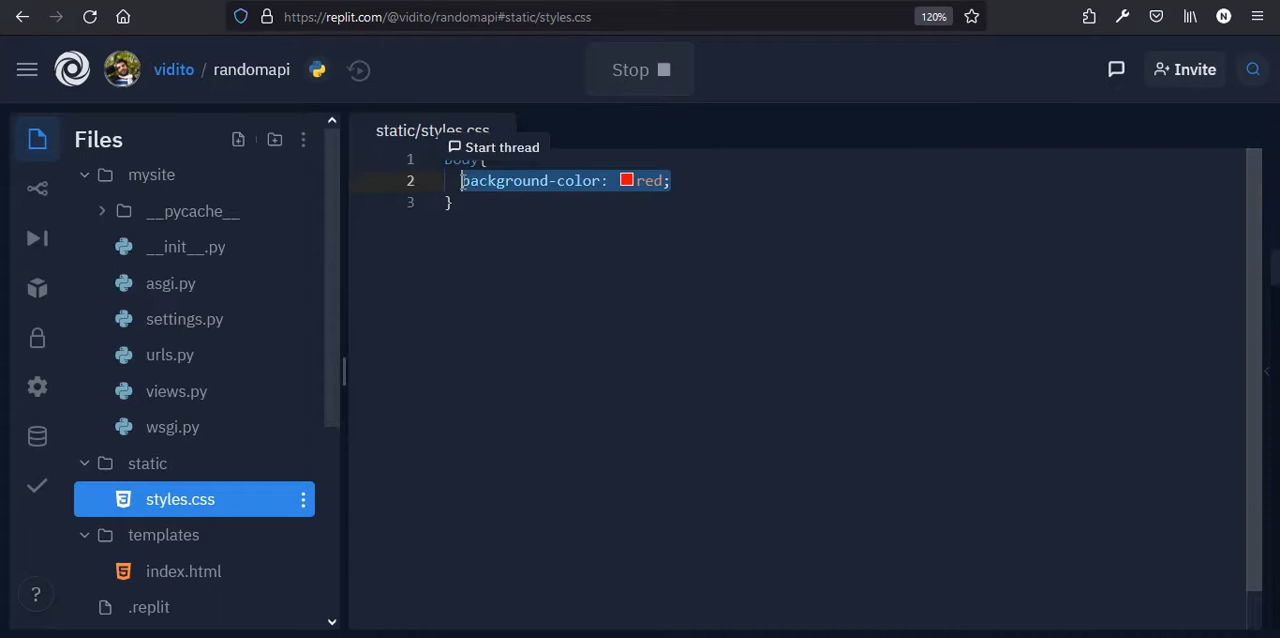 https://replit.com/@vidito/randomapi#static/styles.css
120%
N
vidito / randomapi
Stop
Invite
Files
mysite
__pycache__
__init__.py
asgi.py
settings.py
urls.py
views.py
wsgi.py
static
styles.css
templates
index.html
.replit
?
static/styles.css
Start thread
1 body{
2 background-color: red;
3 }